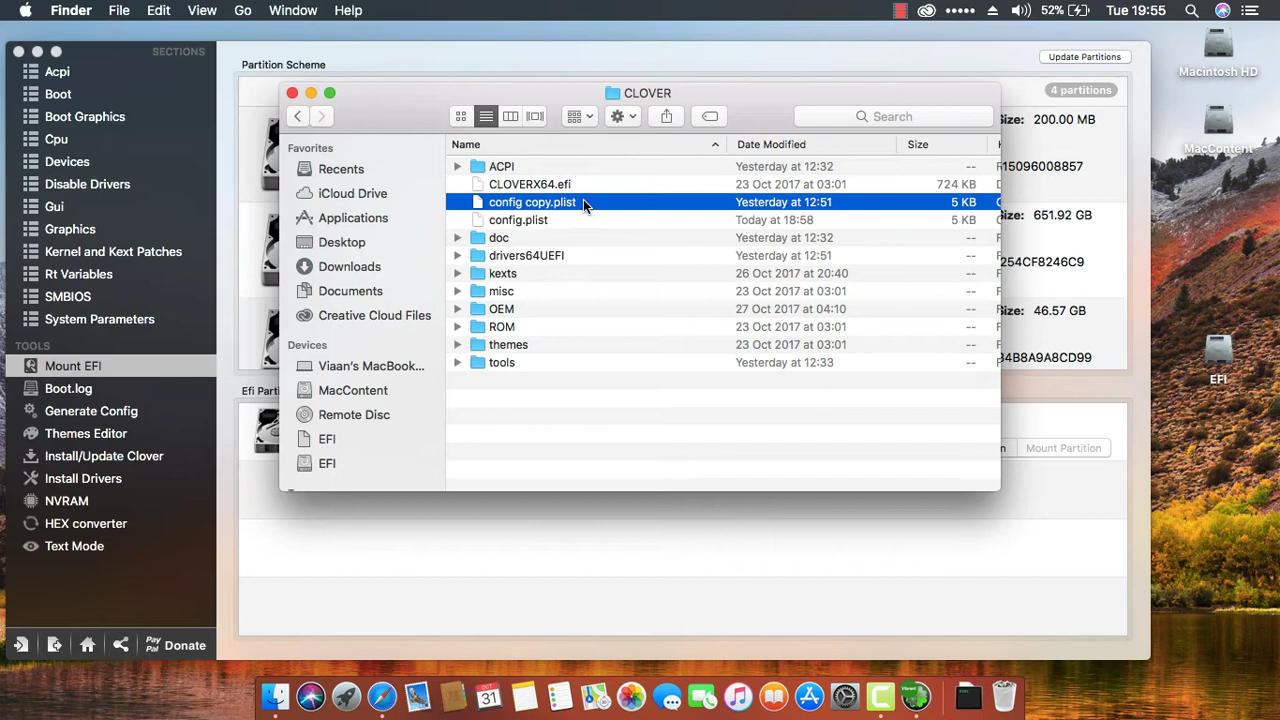 Finder File Edit View Go Window Help 52% Tue 19:55
SECTIONS
Acpi
Boot
Boot Graphics
Cpu
Devices
Disable Drivers
Gui
Graphics
Kernel and Kext Patches
Rt Variables
SMBIOS
System Parameters
TOOLS
Mount EFI
Boot.log
Generate Config
Themes Editor
Install/Update Clover
Install Drivers
NVRAM
HEX converter
Text Mode
Pay Pal Donate
Partition Scheme
Update Partitions
4 partitions
Size: 200.00 MB
15096008857
Size: 651.92 GB
254CF8246C9
Size: 46.57 GB
84B8A9A8CD99
Efi Parti
n Mount Partition
CLOVER
Search
Favorites
Recents
iCloud Drive
Applications
Desktop
Downloads
Documents
Creative Cloud Files
Devices
Viaan's MacBook...
MacContent
Remote Disc
EFI
EFI
Name Date Modified Size
ACPI Yesterday at 12:32 --
CLOVERX64.efi 23 Oct 2017 at 03:01 724 KB
config copy.plist Yesterday at 12:51 5 KB
config.plist Today at 18:58 5 KB
doc Yesterday at 12:32 --
drivers64UEFI Yesterday at 12:51 --
kexts 26 Oct 2017 at 20:40 --
misc 23 Oct 2017 at 03:01 --
OEM 27 Oct 2017 at 04:10 --
ROM 23 Oct 2017 at 03:01 --
themes 23 Oct 2017 at 03:01 --
tools Yesterday at 12:33 --
Macintosh HD
MacContent
EFI
31